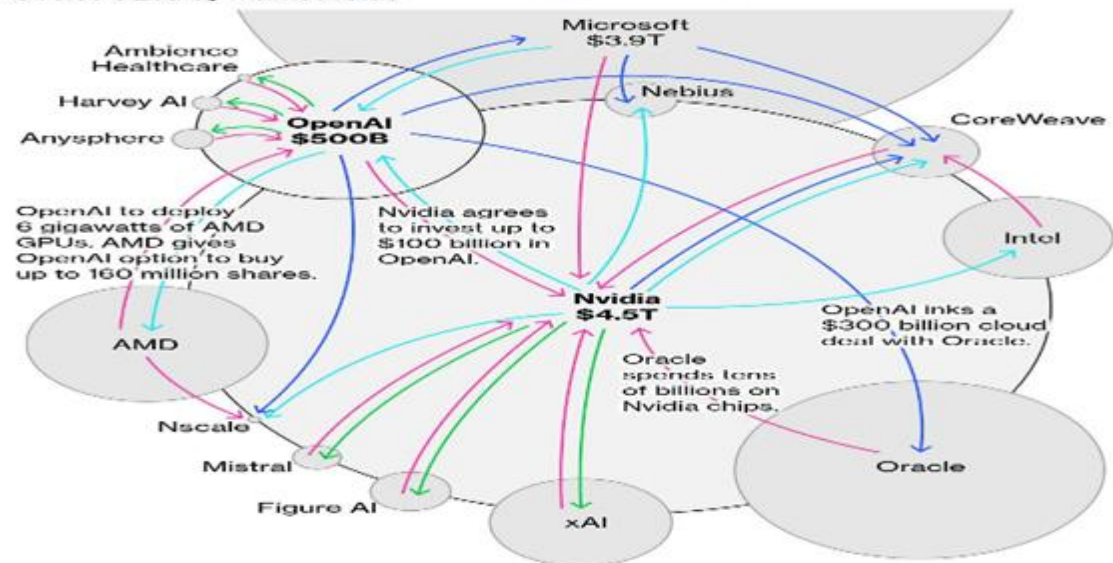 Microsoft
$3.9T
Ambience
Healthcare
Harvey AI
Anysphere
OpenAI
$500B
Nebius
CoreWeave
OpenAI to deploy
6 gigawatts of AMD
GPUs. AMD gives
OpenAI option to buy
up to 160 million shares.
Nvidia agrees
to invest up to
$100 billion in
OpenAI.
Intel
Nvidia
$4.5T
OpenAI inks a
$300 billion cloud
deal with Oracle.
AMD
Oracle
spends tens
of billions on
Nvidia chips.
Nscale
Mistral
Figure AI
xAI
Oracle